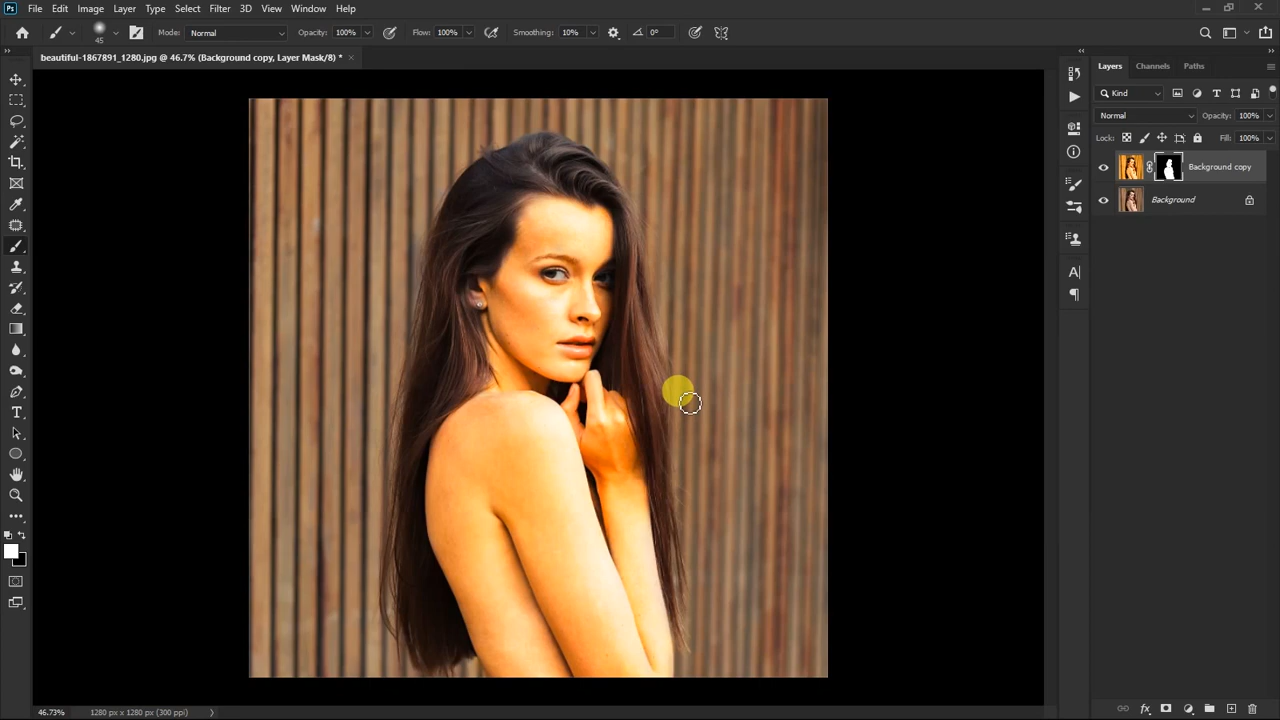 Ps File Edit Image Layer Type Select Filter 3D View Window Help
45 Mode: Normal Opacity: 100% Flow: 100% Smoothing: 10% 0°
beautiful-1867891_1280.jpg @ 46.7% (Background copy, Layer Mask/8) * ×
Layers Channels Paths
Kind
Normal Opacity: 100%
Lock: Fill: 100%
Background copy
Background
46.73% 1280 px x 1280 px (300 ppi)